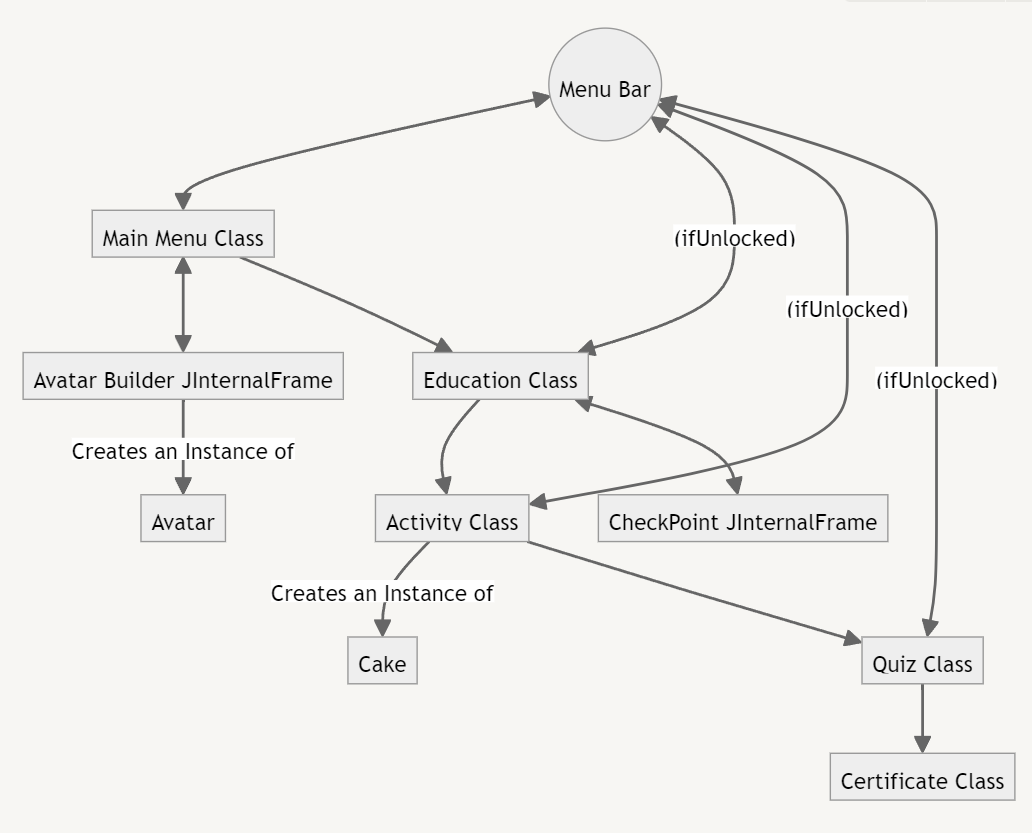 Menu Bar
Main Menu Class
(ifUnlocked)
(ifUnlocked)
Avatar Builder JInternalFrame
Education Class
(ifUnlocked)
Creates an Instance of
Avatar
Activity Class
CheckPoint JInternalFrame
Creates an Instance of
Cake
Quiz Class
Certificate Class